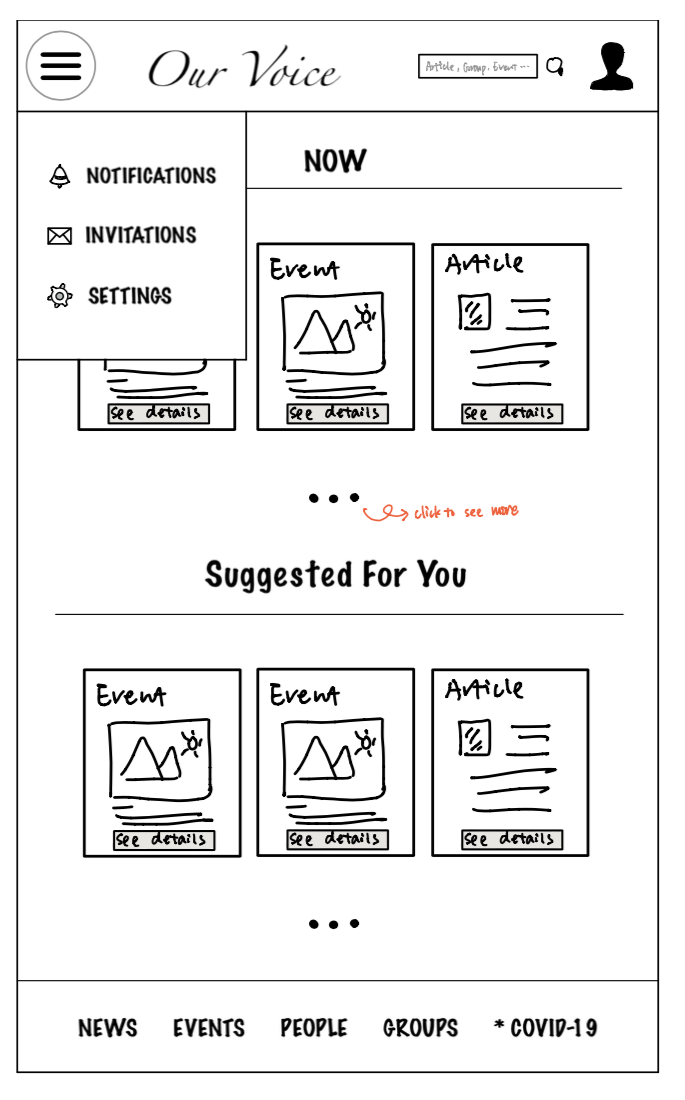 Our Voice
Article, Group, Event ...
NOW
NOTIFICATIONS
INVITATIONS
SETTINGS
Event
Article
See details
See details
See details
click to see more
Suggested For You
Event
Event
Article
See details
See details
See details
NEWS
EVENTS
PEOPLE
GROUPS
* COVID-19